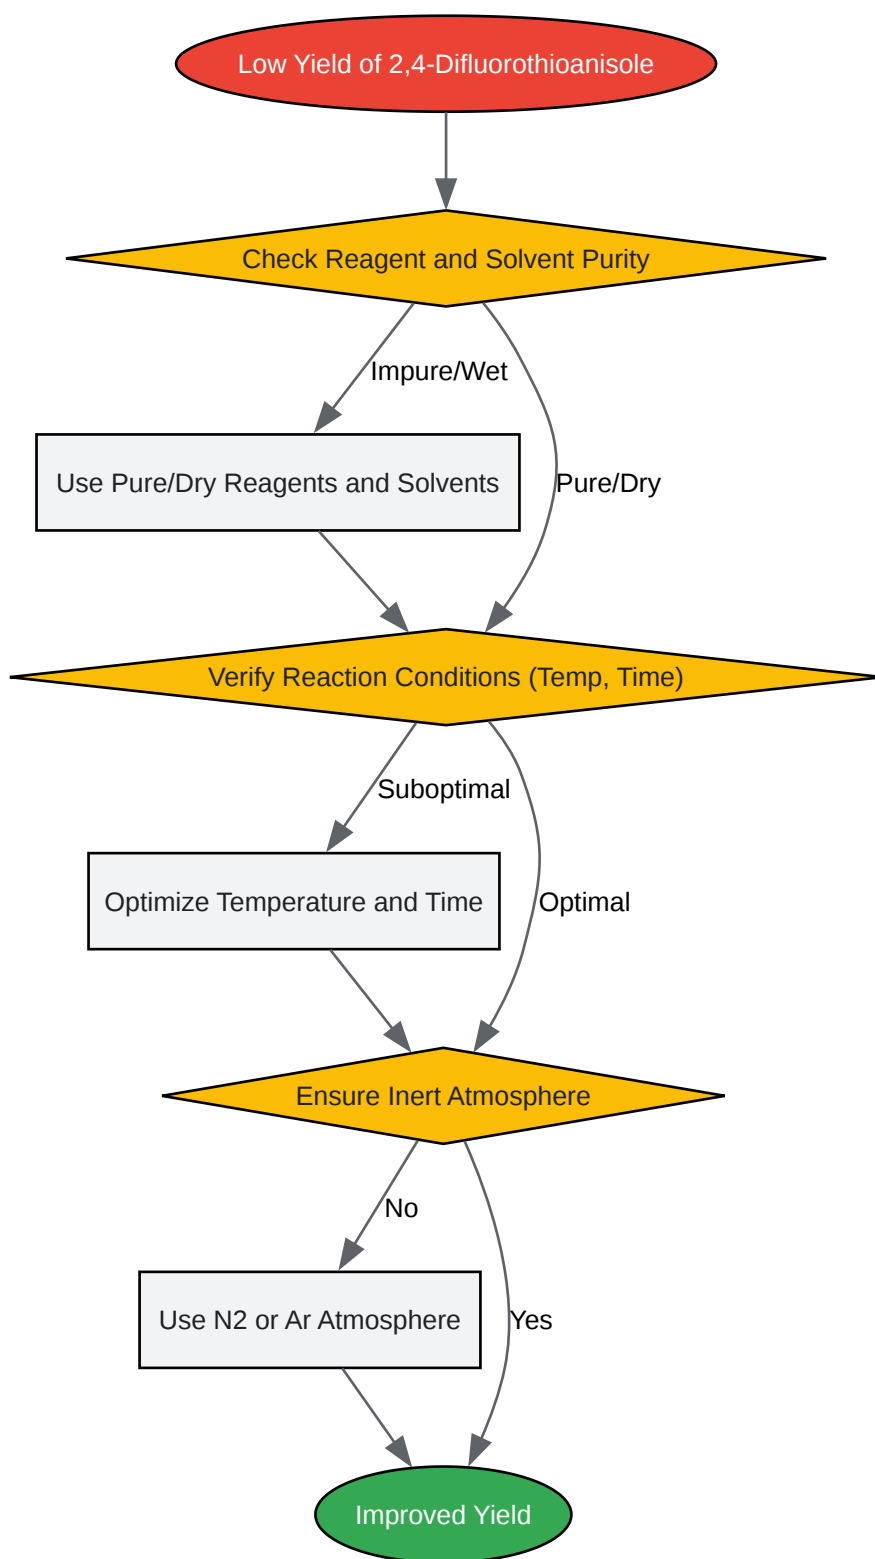 Low Yield of 2,4-Difluorothioanisole
Check Reagent and Solvent Purity
Impure/Wet
Use Pure/Dry Reagents and Solvents
Pure/Dry
Verify Reaction Conditions (Temp, Time)
Suboptimal
Optimize Temperature and Time
Optimal
Ensure Inert Atmosphere
No
Use N2 or Ar Atmosphere
Yes
Improved Yield